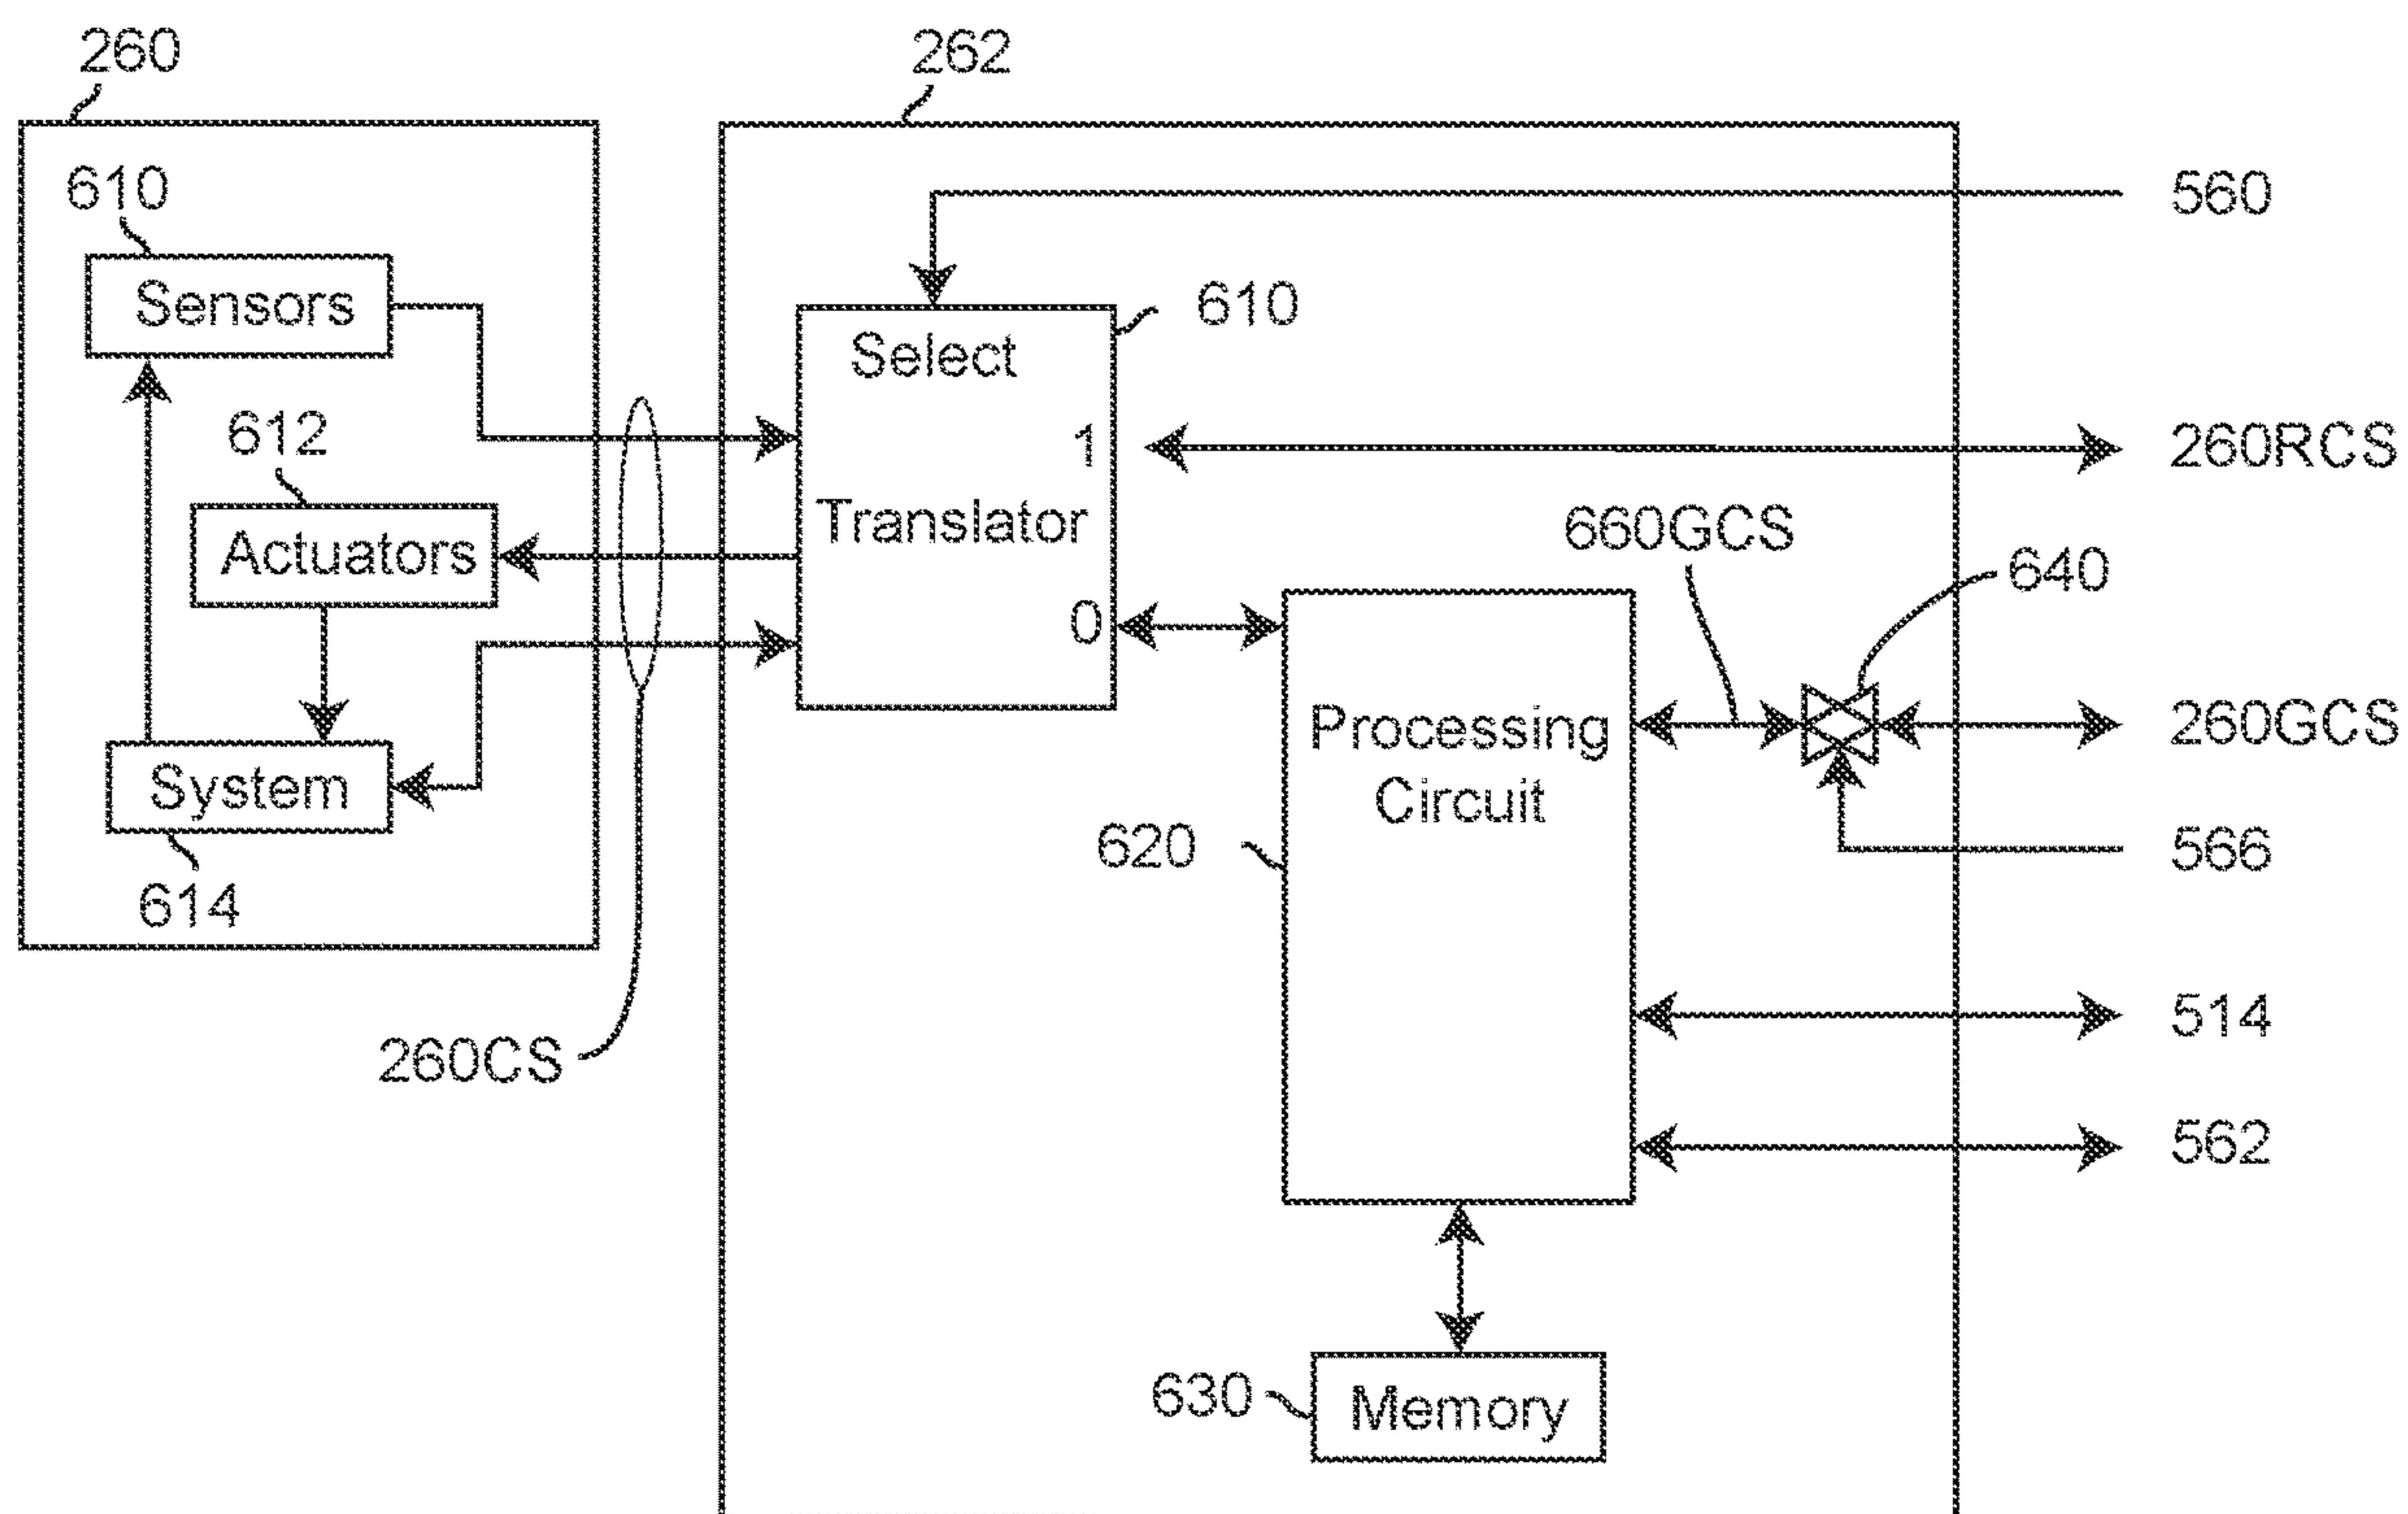 260
262
610
560
Sensors
610
Select
612
1
260RCS
Translator
660GCS
Actuators
640
0
Processing
Circuit
260GCS
System
620
566
614
514
260CS
562
630
Memory